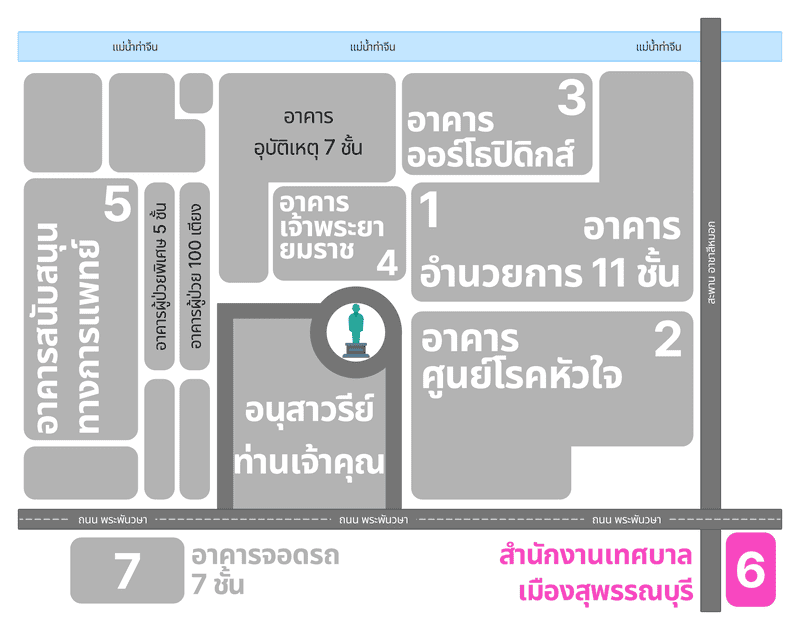 แม่น้ำท่าจีน
แม่น้ำท่าจีน
แม่น้ำท่าจีน
อาคาร
อุบัติเหตุ 7 ชั้น
3
อาคาร
ออร์โธปิดิกส์
5
อาคารสนับสนุน
ทางการแพทย์
อาคารผู้ป่วยพิเศษ 5 ชั้น
อาคารผู้ป่วย 100 เตียง
อาคาร
เจ้าพระยา
ยมราช
4
1
อาคาร
อำนวยการ 11 ชั้น
สะพาน อาชาสีหมอก
อาคาร
2
ศูนย์โรคหัวใจ
อนุสาวรีย์
ท่านเจ้าคุณ
ถนน พระพันวษา
ถนน พระพันวษา
ถนน พระพันวษา
7
อาคารจอดรถ
7 ชั้น
สำนักงานเทศบาล
เมืองสุพรรณบุรี
6